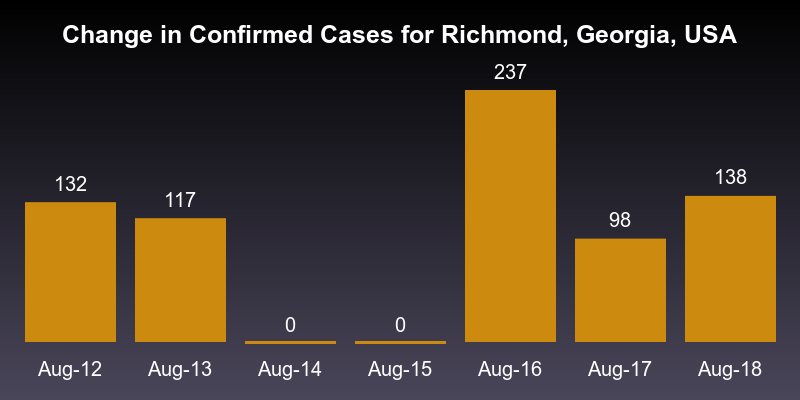 Change in Confirmed Cases for Richmond, Georgia, USA
237
132
117
0
0
98
138
Aug-12
Aug-13
Aug-14
Aug-15
Aug-16
Aug-17
Aug-18